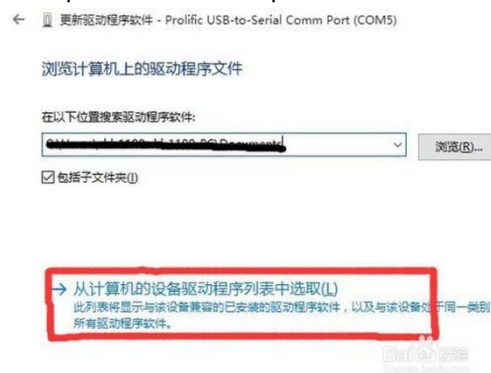 更新驱动程序软件 - Prolific USB-to-Serial Comm Port (COM5)
浏览计算机上的驱动程序文件
在以下位置搜索驱动程序软件:
浏览(R)...
包括子文件夹(I)
从计算机的设备驱动程序列表中选取(L)
此列表将显示与该设备兼容的已安装的驱动程序软件，以及与该设备处于同一类别
所有驱动程序软件。